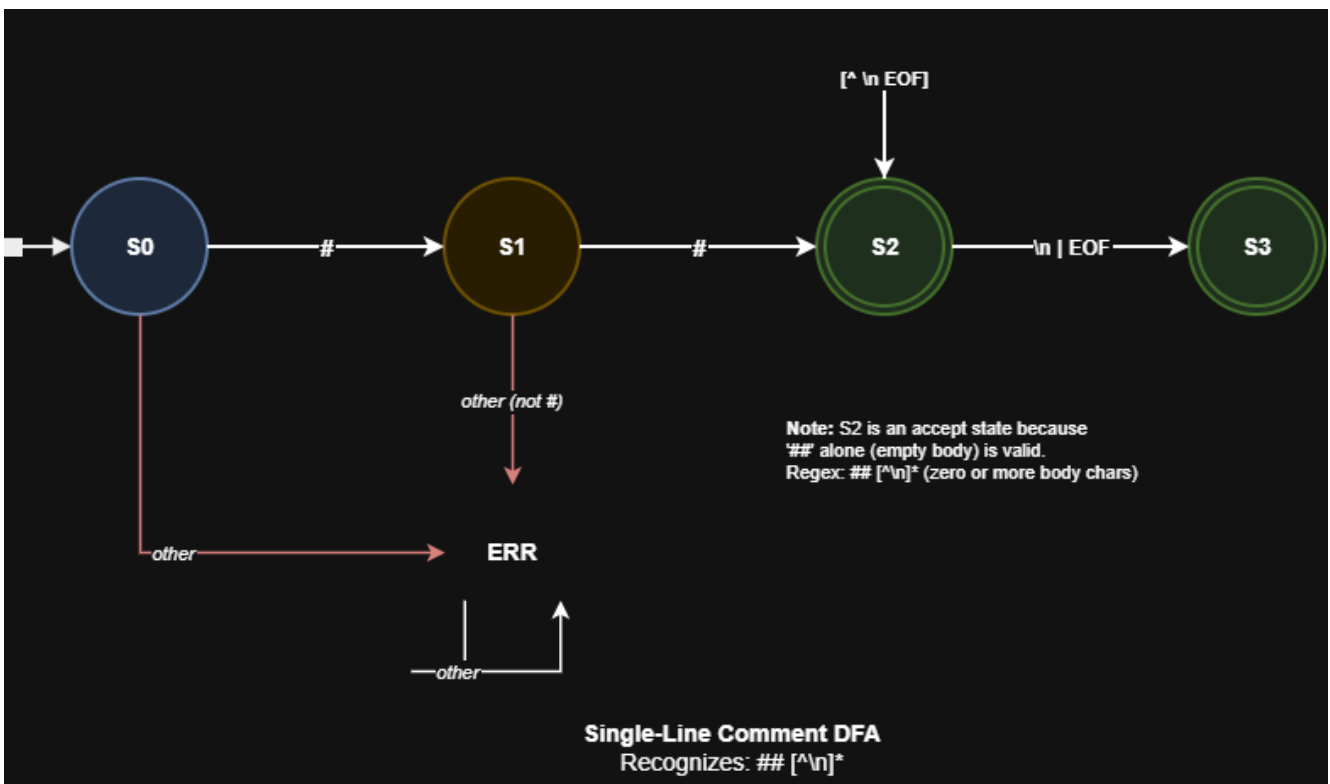 [^ \n EOF]
S0
#
S1
#
S2
\n | EOF
S3
other (not #)
Note: S2 is an accept state because
'##' alone (empty body) is valid.
Regex: ## [^\n]* (zero or more body chars)
other
ERR
other
Single-Line Comment DFA
Recognizes: ## [^\n]*